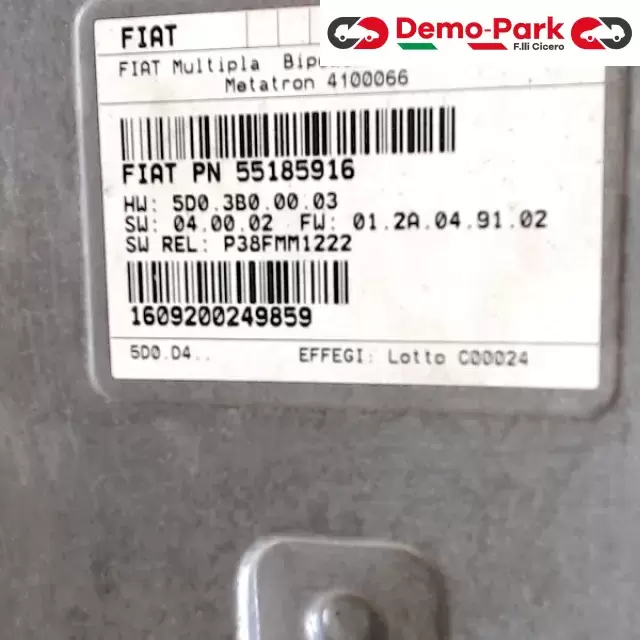 Demo-Park
F.lli Cicero
FIAT
FIAT Multipla
Metatron 4100066
FIAT PN 55185916
HW: 5D0.3B0.00.03
SW: 04.00.02 FW: 01.2A.04.91.02
SW REL: P38FMM1222
1609200249859
5D0.D4..
EFFEGI: Lotto C00024